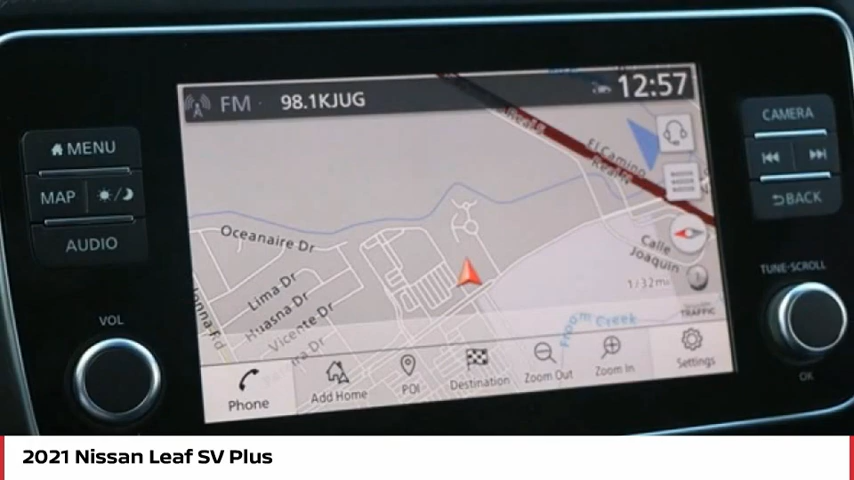 FM · 98.1KJUG 12:57
MENU
MAP
AUDIO
VOL
CAMERA
BACK
TUNE·SCROLL
OK
El Camino
Real
Oceanaire Dr
Lima Dr
Huasna Dr
Vicente Dr
Calle
Joaquin
1/32mi
TRAFFIC
Froom Creek
Phone
Add Home
POI
Destination
Zoom Out
Zoom In
Settings
2021 Nissan Leaf SV Plus